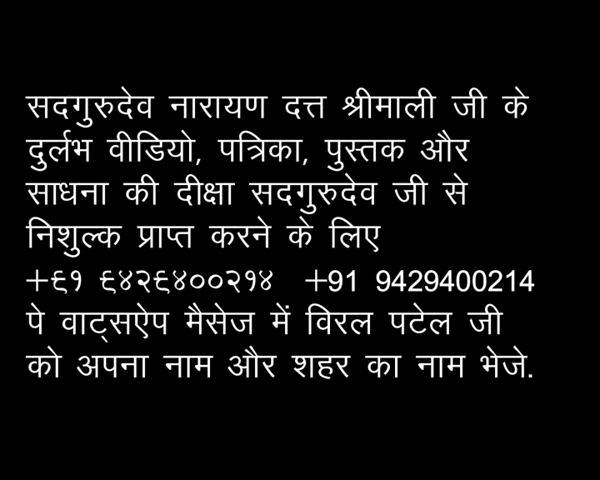 सदगुरुदेव नारायण दत्त श्रीमाली जी के
दुर्लभ वीडियो, पत्रिका, पुस्तक और
साधना की दीक्षा सदगुरुदेव जी से
निशुल्क प्राप्त करने के लिए
+९१ ९४२९४००२१४ +91 9429400214
पे वाट्सऐप मैसेज में विरल पटेल जी
को अपना नाम और शहर का नाम भेजे.